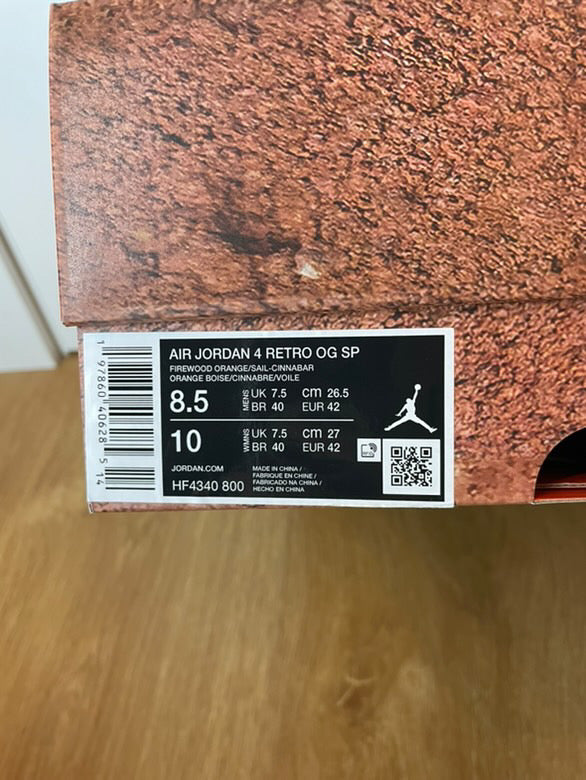 AIR JORDAN 4 RETRO OG SP
FIREWOOD ORANGE/SAIL-CINNABAR
ORANGE BOISE/CINNABRE/VOILE
8.5 MENS UK 7.5 cm 26.5
BR 40 EUR 42
10 WMNS UK 7.5 cm 27
BR 40 EUR 42
JORDAN.COM
HF4340 800
MADE IN CHINA /
FABRIQUÉ EN CHINE /
FABRICADO NA CHINA /
HECHO EN CHINA
1 97860 40628 5 14